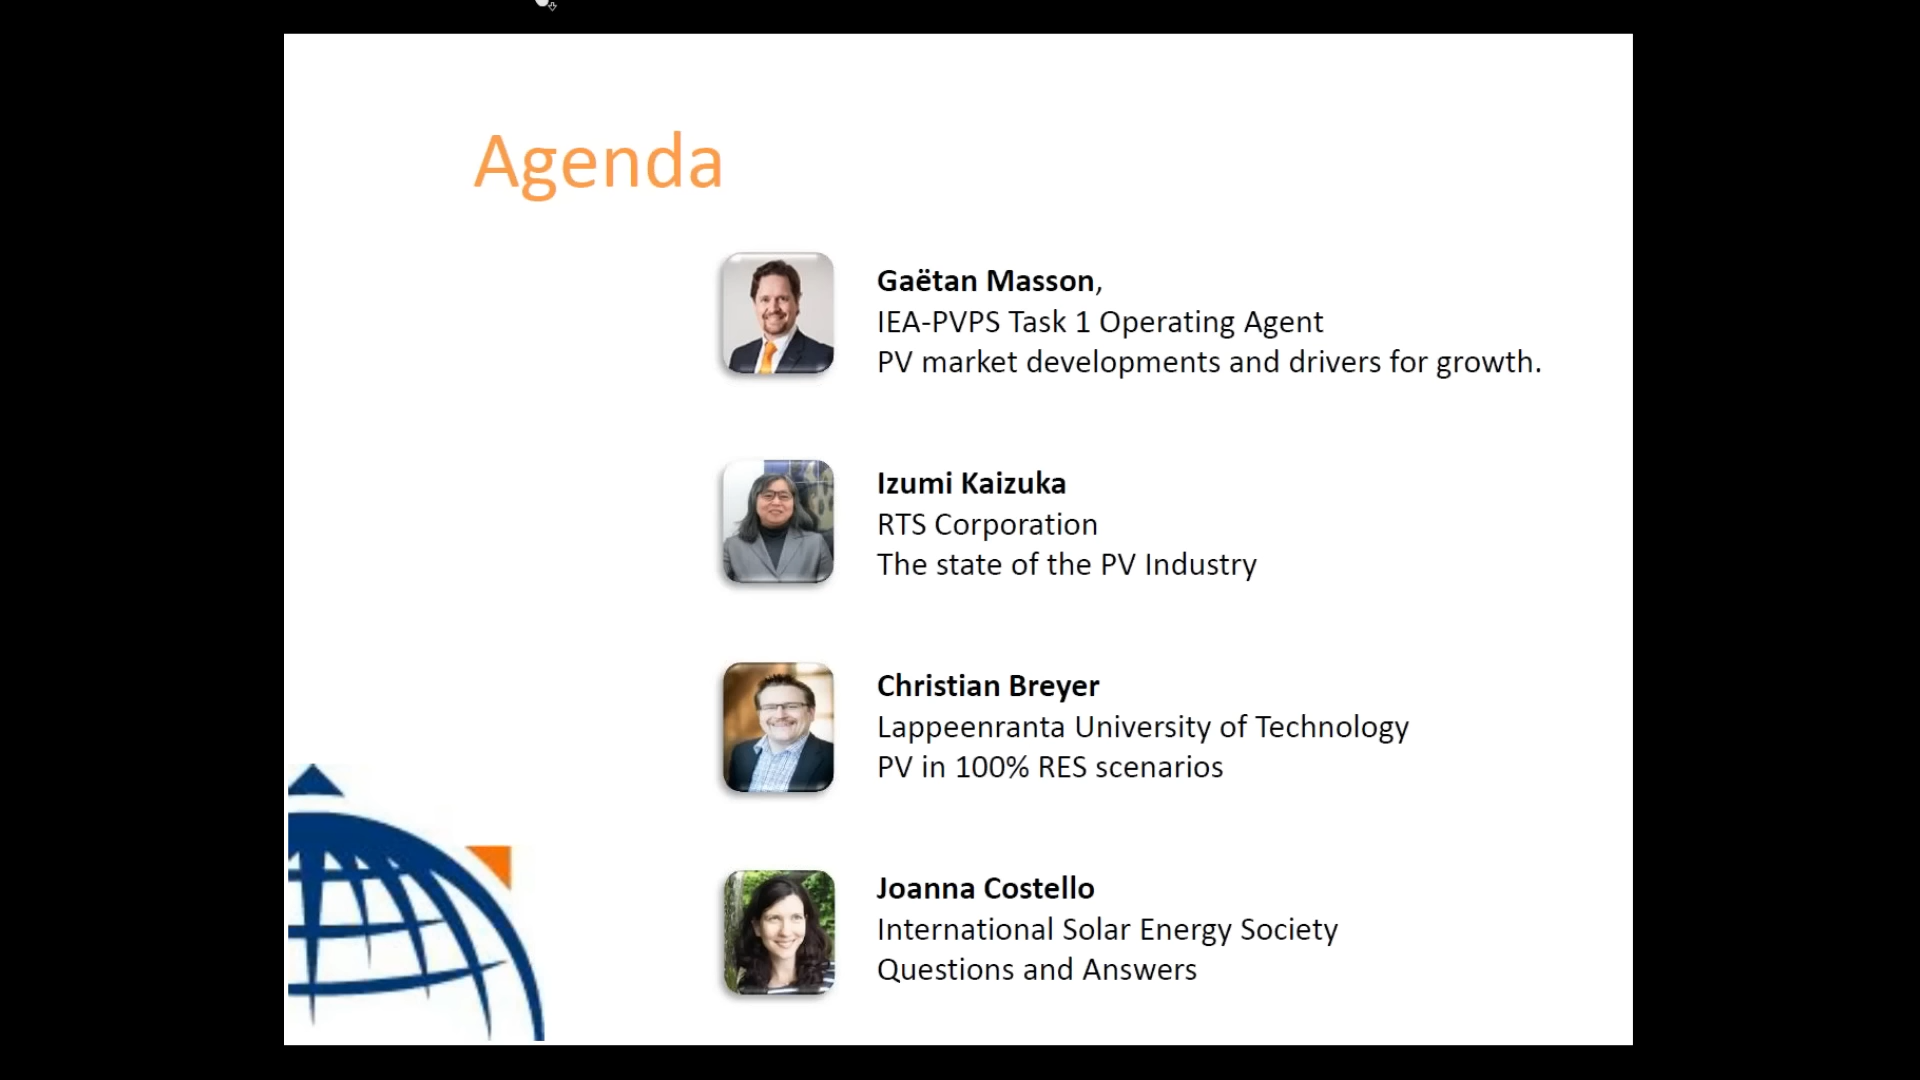 Agenda
Gaëtan Masson,
IEA-PVPS Task 1 Operating Agent
PV market developments and drivers for growth.
Izumi Kaizuka
RTS Corporation
The state of the PV Industry
Christian Breyer
Lappeenranta University of Technology
PV in 100% RES scenarios
Joanna Costello
International Solar Energy Society
Questions and Answers